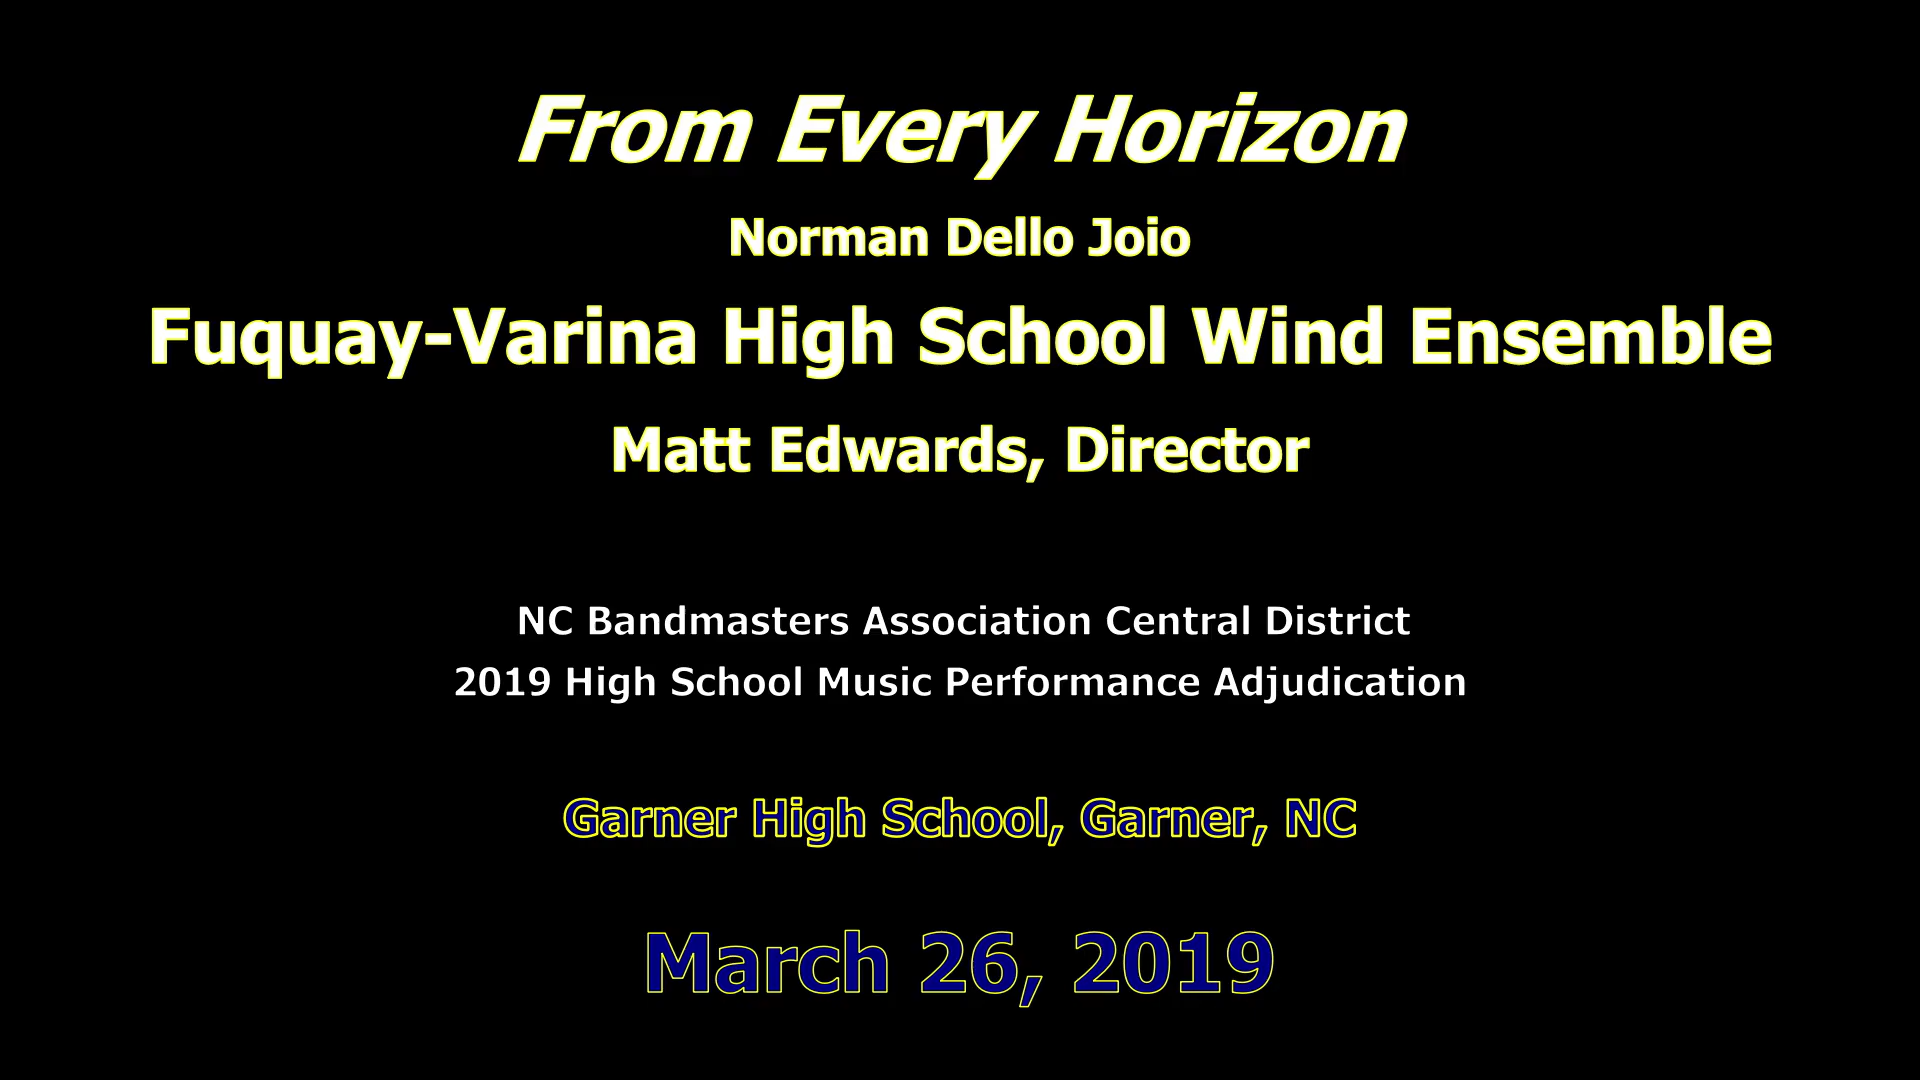 From Every Horizon
Norman Dello Joio
Fuquay-Varina High School Wind Ensemble
Matt Edwards, Director
NC Bandmasters Association Central District
2019 High School Music Performance Adjudication
Garner High School, Garner, NC
March 26, 2019